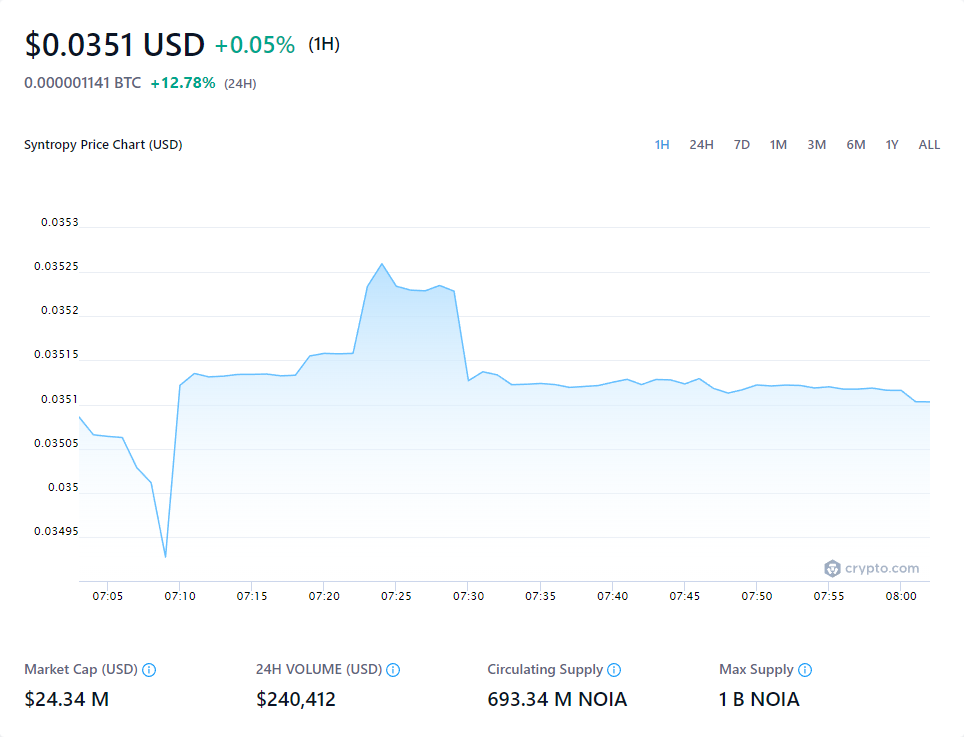 $0.0351 USD +0.05% (1H)
0.000001141 BTC +12.78% (24H)
Syntropy Price Chart (USD)
1H 24H 7D 1M 3M 6M 1Y ALL
0.0353
0.03525
0.0352
0.03515
0.0351
0.03505
0.035
0.03495
crypto.com
07:05 07:10 07:15 07:20 07:25 07:30 07:35 07:40 07:45 07:50 07:55 08:00
Market Cap (USD) 24H VOLUME (USD) Circulating Supply Max Supply
$24.34 M $240,412 693.34 M NOIA 1 B NOIA